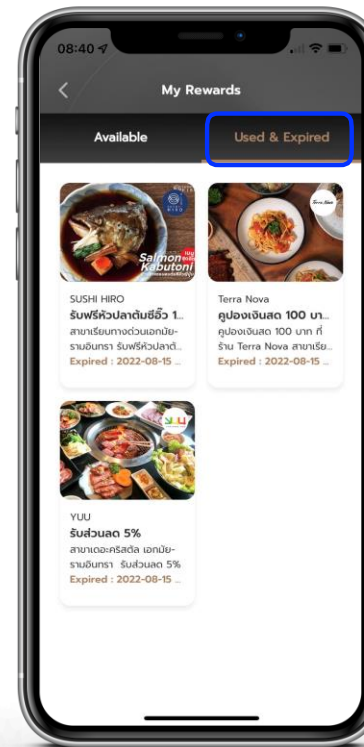 08:40
My Rewards
Available
Used & Expired
Salmon
Kabutoni
SUSHI HIRO
รับฟรีหัวปลาต้มซีอิ๊ว 1...
สาขาเรียบทางด่วนเอกมัย-
รามอินทรา รับฟรีหัวปลาต้...
Expired : 2022-08-15 ...
Terra Nova
Terra Nova
คูปองเงินสด 100 บา...
คูปองเงินสด 100 บาท ที่
ร้าน Terra Nova สาขาเรีย...
Expired : 2022-08-15 ...
YUU
YUU
รับส่วนลด 5%
สาขาเดอะคริสตัล เอกมัย-
รามอินทรา รับส่วนลด 5%
Expired : 2022-08-15 ...